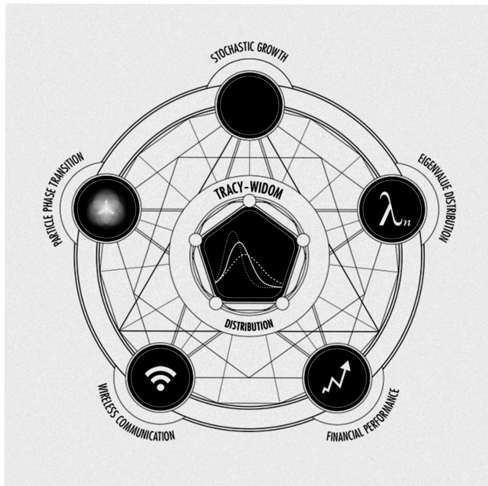 STOCHASTIC GROWTH
PARTICLE PHASE TRANSITION
EIGENVALUE DISTRIBUTION
TRACY-WIDOM
λn
DISTRIBUTION
WIRELESS COMMUNICATION
FINANCIAL PERFORMANCE